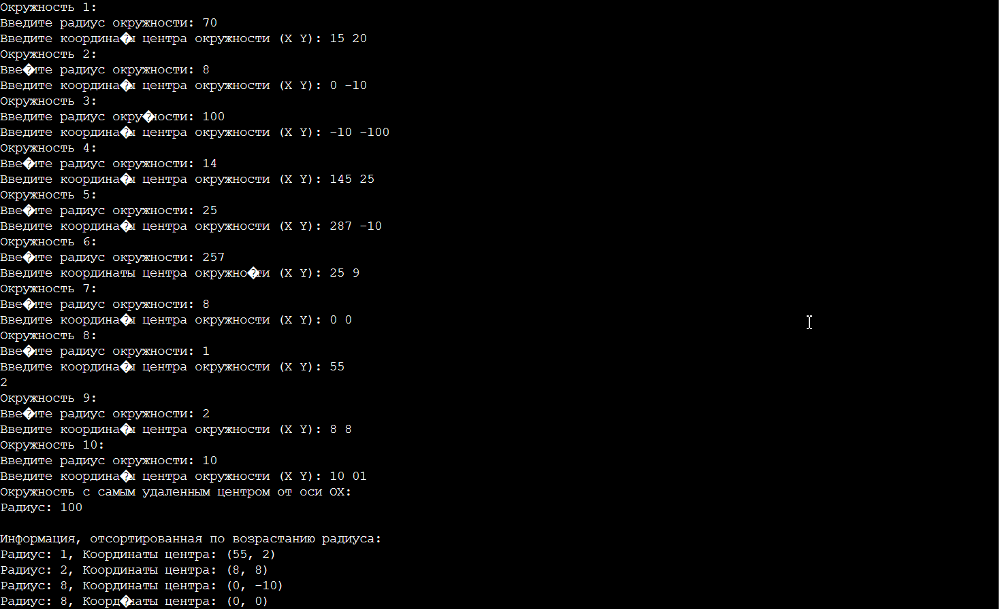 Окружность 1:
Введите радиус окружности: 70
Введите координа�ы центра окружности (X Y): 15 20
Окружность 2:
Вве�ите радиус окружности: 8
Введите координа�ы центра окружности (X Y): 0 -10
Окружность 3:
Введите радиус окру�ности: 100
Введите координа�ы центра окружности (X Y): -10 -100
Окружность 4:
Вве�ите радиус окружности: 14
Введите координа�ы центра окружности (X Y): 145 25
Окружность 5:
Вве�ите радиус окружности: 25
Введите координа�ы центра окружности (X Y): 287 -10
Окружность 6:
Вве�ите радиус окружности: 257
Введите координаты центра окружно�ти (X Y): 25 9
Окружность 7:
Вве�ите радиус окружности: 8
Введите координа�ы центра окружности (X Y): 0 0
Окружность 8:
Вве�ите радиус окружности: 1
Введите координа�ы центра окружности (X Y): 55
2
Окружность 9:
Вве�ите радиус окружности: 2
Введите координа�ы центра окружности (X Y): 8 8
Окружность 10:
Введите радиус окружности: 10
Введите координа�ы центра окружности (X Y): 10 01
Окружность с самым удаленным центром от оси OX:
Радиус: 100
Информация, отсортированная по возрастанию радиуса:
Радиус: 1, Координаты центра: (55, 2)
Радиус: 2, Координаты центра: (8, 8)
Радиус: 8, Координаты центра: (0, -10)
Радиус: 8, Коорд�наты центра: (0, 0)